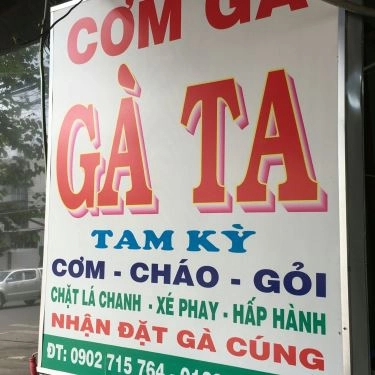 CƠM GÀ
GÀ TA
TAM KỲ
CƠM - CHÁO - GỎI
CHẶT LÁ CHANH - XÉ PHAY - HẤP HÀNH
NHẬN ĐẶT GÀ CÚNG
ĐT: 0902 715 764 -